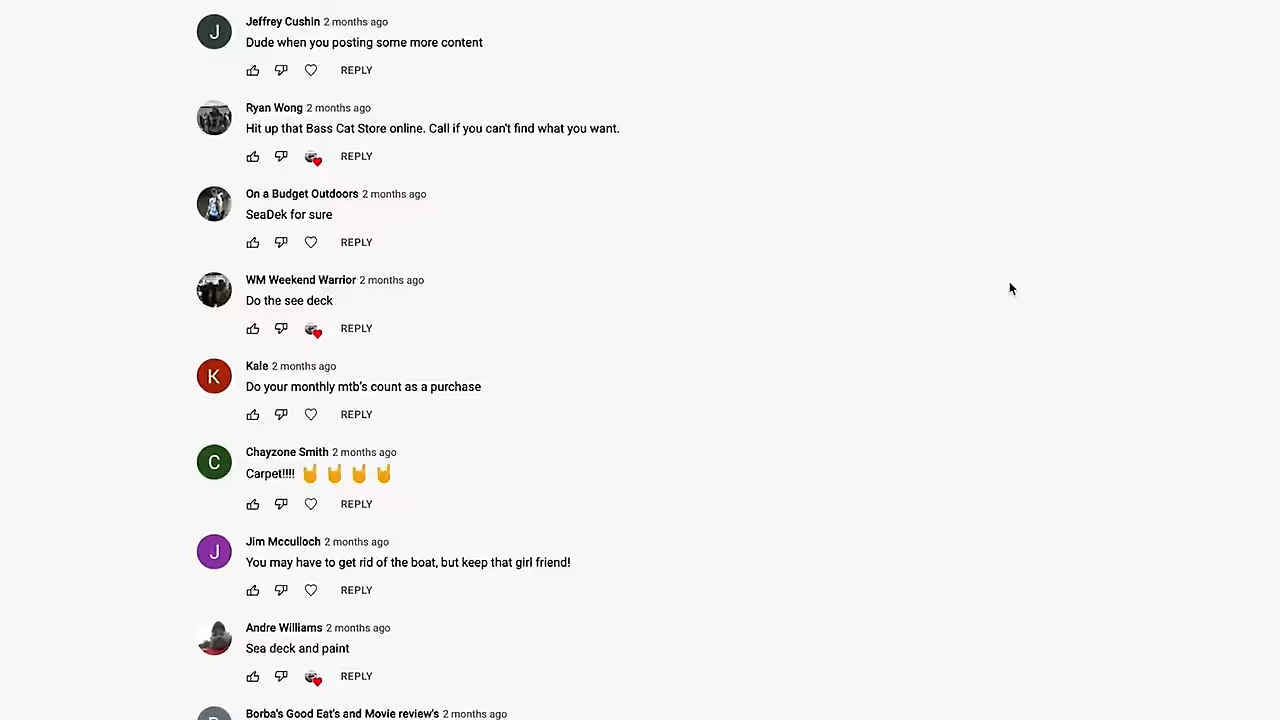 J
Jeffrey Cushin 2 months ago
Dude when you posting some more content
REPLY
Ryan Wong 2 months ago
Hit up that Bass Cat Store online. Call if you can't find what you want.
REPLY
On a Budget Outdoors 2 months ago
SeaDek for sure
REPLY
WM Weekend Warrior 2 months ago
Do the see deck
REPLY
K
Kale 2 months ago
Do your monthly mtb's count as a purchase
REPLY
C
Chayzone Smith 2 months ago
Carpet!!!! 🤘 🤘 🤘 🤘
REPLY
J
Jim Mcculloch 2 months ago
You may have to get rid of the boat, but keep that girl friend!
REPLY
Andre Williams 2 months ago
Sea deck and paint
REPLY
Borba's Good Eat's and Movie review's 2 months ago